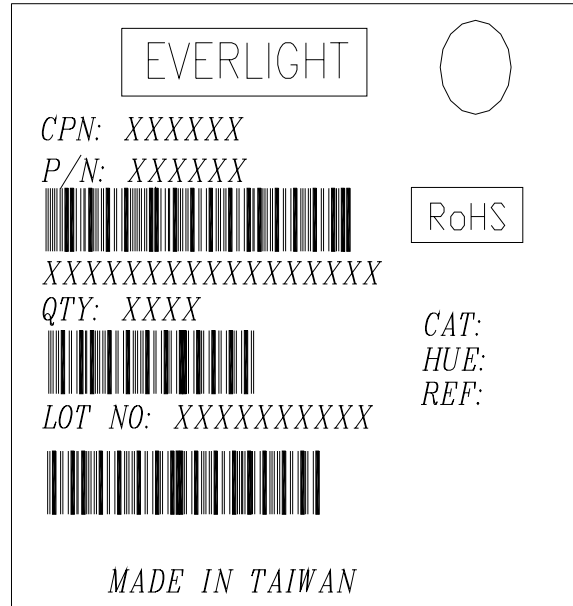 EVERLIGHT
CPN: XXXXXX
P/N: XXXXXX
RoHS
XXXXXXXXXXXXXXXXX
QTY: XXXX
CAT:
HUE:
REF:
LOT NO: XXXXXXXXXX
MADE IN TAIWAN